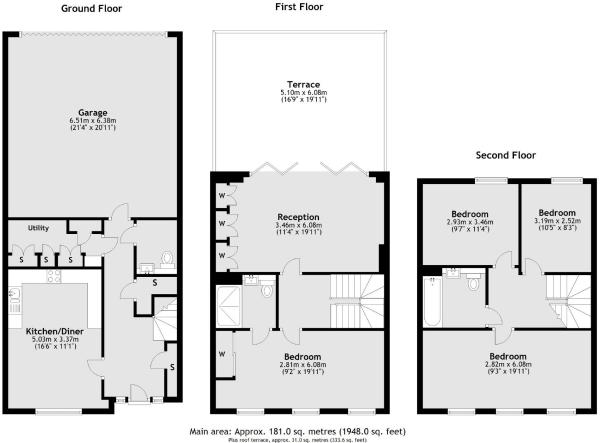 Ground Floor
Garage
6.51m x 6.38m
(21'4" x 20'11")
Utility
S
S
S
S
Kitchen/Diner
5.03m x 3.37m
(16'6" x 11'1")
S
First Floor
Terrace
5.10m x 6.08m
(16'9" x 19'11")
W
W
W
Reception
3.46m x 6.08m
(11'4" x 19'11")
W
Bedroom
2.81m x 6.08m
(9'2" x 19'11")
Second Floor
Bedroom
2.93m x 3.46m
(9'7" x 11'4")
Bedroom
3.19m x 2.52m
(10'5" x 8'3")
Bedroom
2.82m x 6.08m
(9'3" x 19'11")
Main area: Approx. 181.0 sq. metres (1948.0 sq. feet)
Plus roof terrace, approx. 31.0 sq. metres (333.6 sq. feet)